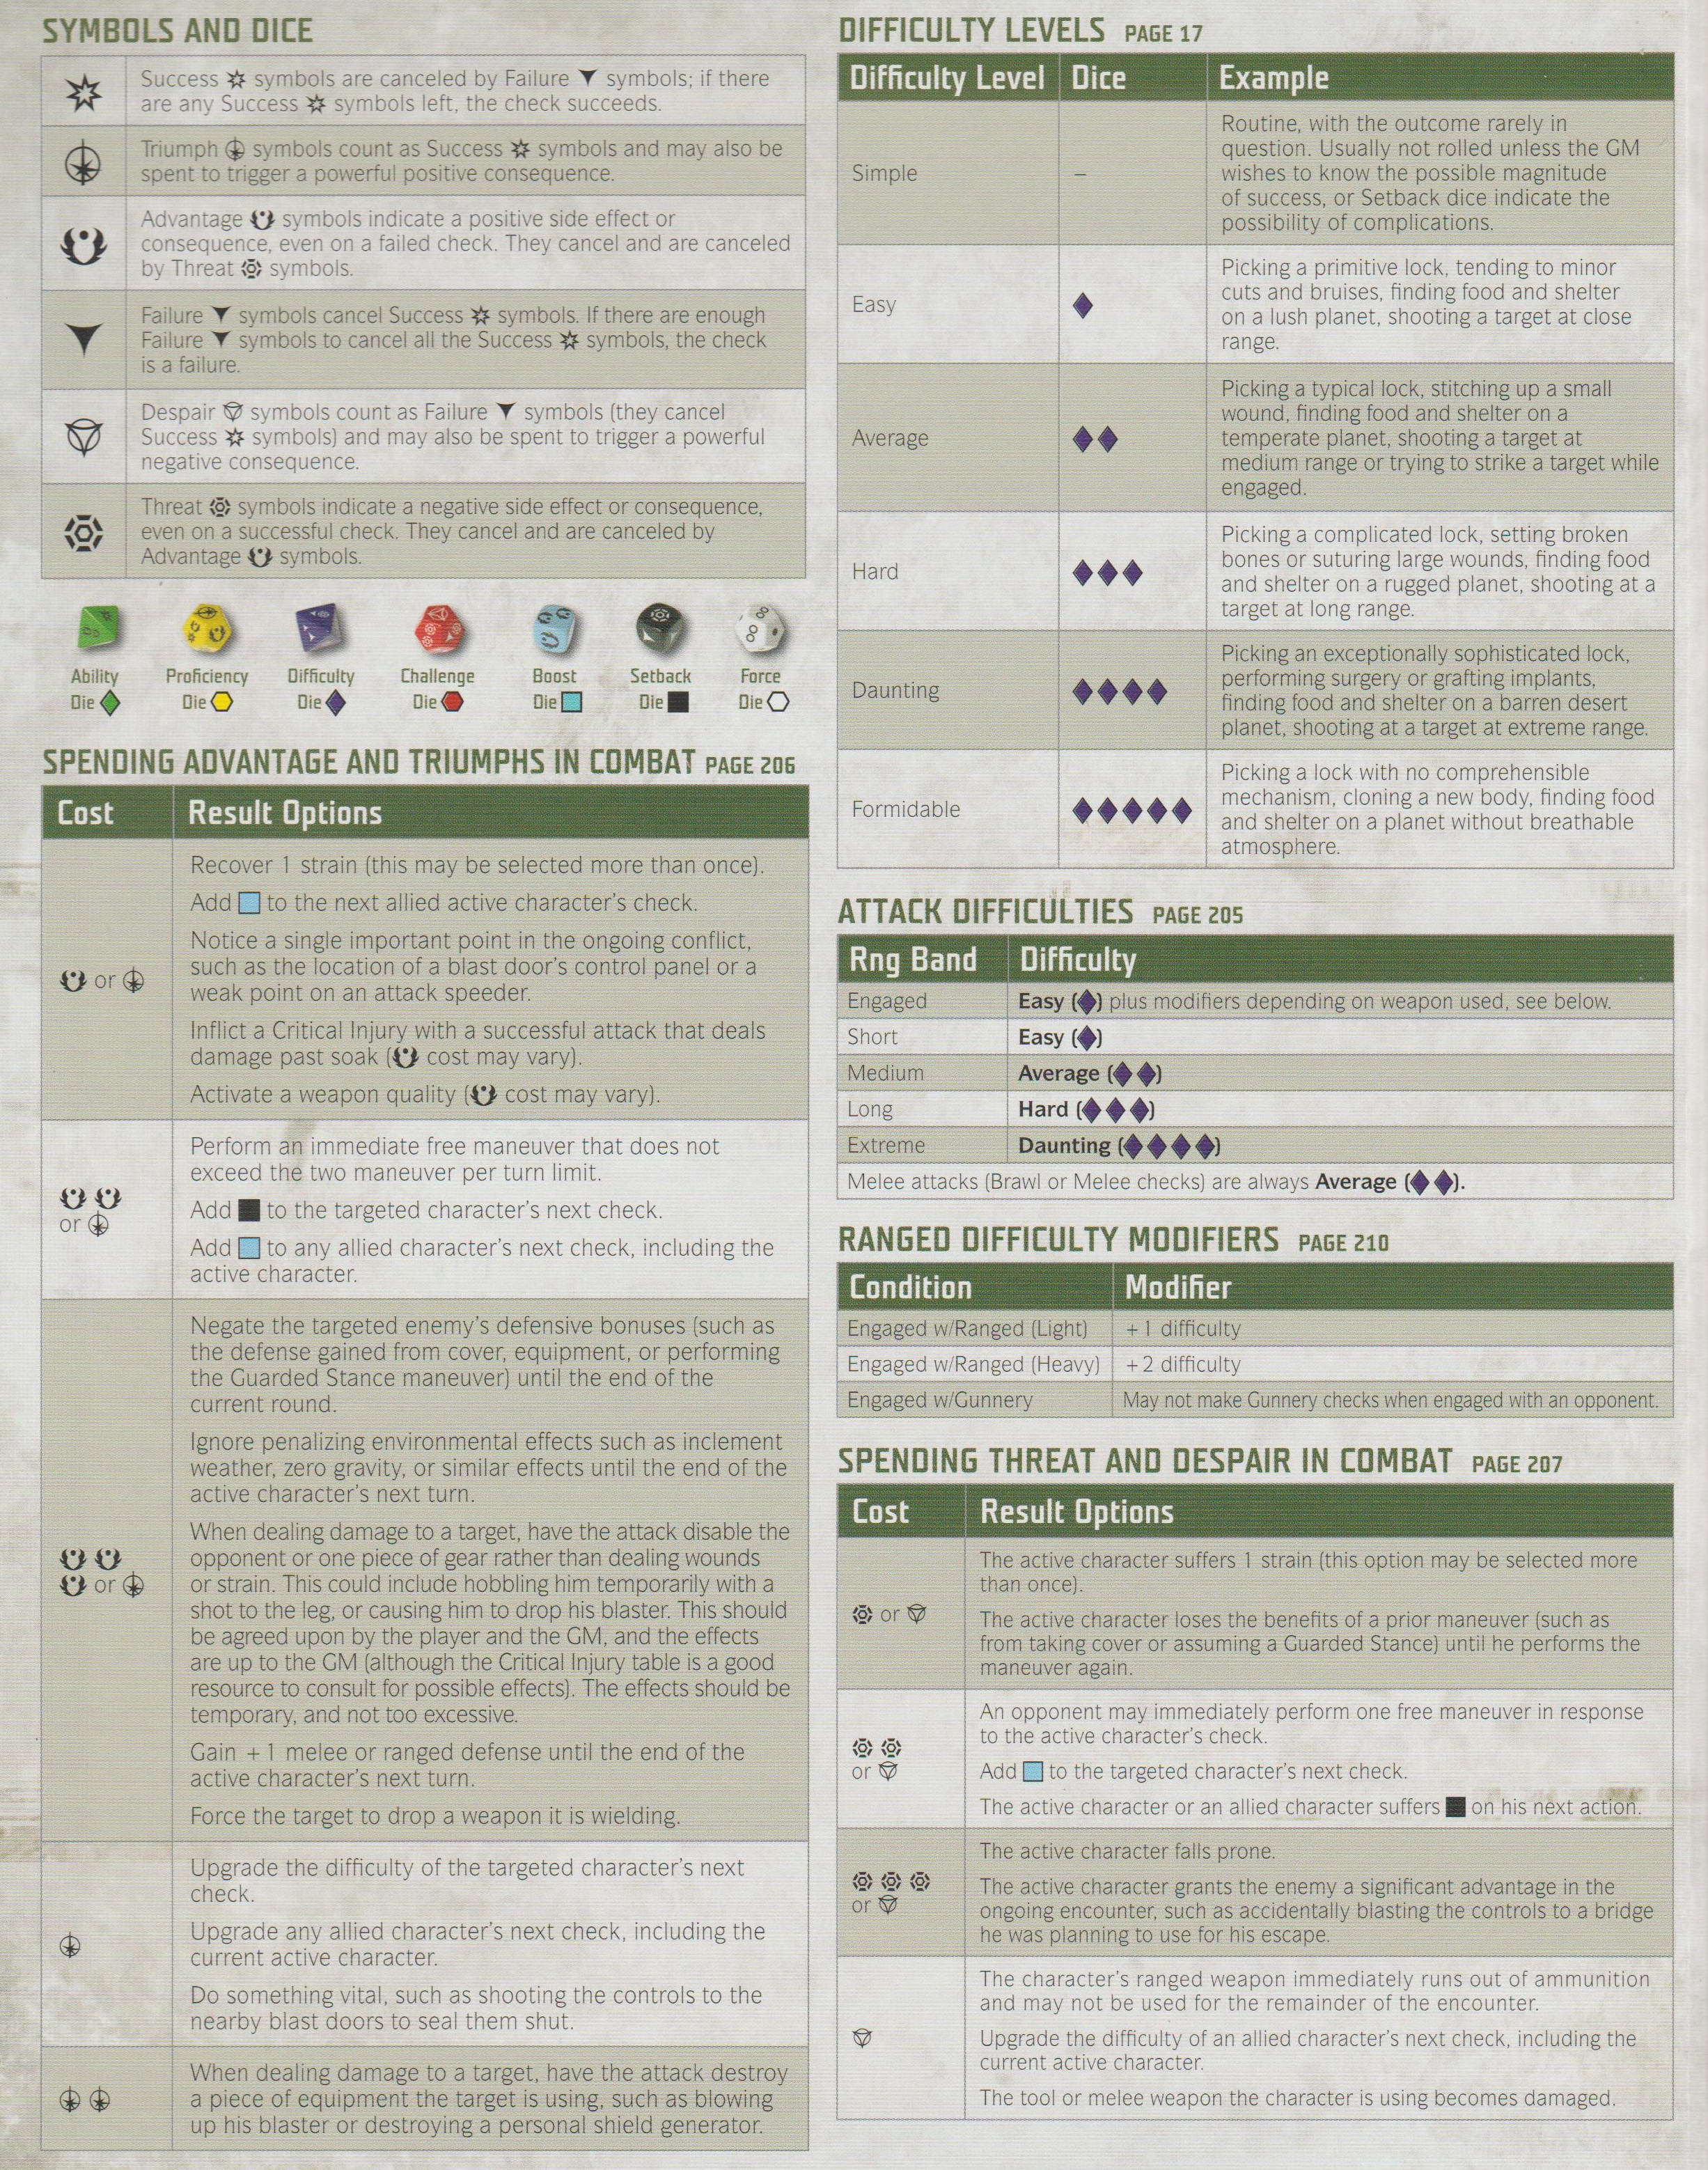 SYMBOLS AND DICE
Success symbols are canceled by Failure symbols; if there
are any Success symbols left, the check succeeds.
Triumph symbols count as Success symbols and may also be
spent to trigger a powerful positive consequence.
Advantage symbols indicate a positive side effect or
consequence, even on a failed check. They cancel and are canceled
by Threat symbols.
Failure symbols cancel Success symbols. If there are enough
Failure symbols to cancel all the Success symbols, the check
is a failure.
Despair symbols count as Failure symbols (they cancel
Success symbols) and may also be spent to trigger a powerful
negative consequence.
Threat symbols indicate a negative side effect or consequence,
even on a successful check. They cancel and are canceled by
Advantage symbols.
Ability Proficiency Difficulty Challenge Boost Setback Force
Die Die Die Die Die Die Die
SPENDING ADVANTAGE AND TRIUMPHS IN COMBAT PAGE 206
Cost Result Options
Recover 1 strain (this may be selected more than once).
Add to the next allied active character's check.
Notice a single important point in the ongoing conflict,
such as the location of a blast door's control panel or a
or
weak point on an attack speeder.
Inflict a Critical Injury with a successful attack that deals
damage past soak ( cost may vary).
Activate a weapon quality ( cost may vary).
Perform an immediate free maneuver that does not
exceed the two maneuver per turn limit.
or
Add to the targeted character's next check.
Add to any allied character's next check, including the
active character.
Negate the targeted enemy's defensive bonuses (such as
the defense gained from cover, equipment, or performing
the Guarded Stance maneuver) until the end of the
current round.
Ignore penalizing environmental effects such as inclement
weather, zero gravity, or similar effects until the end of the
active character's next turn.
When dealing damage to a target, have the attack disable the
opponent or one piece of gear rather than dealing wounds
or
or strain. This could include hobbling him temporarily with a
shot to the leg, or causing him to drop his blaster. This should
be agreed upon by the player and the GM, and the effects
are up to the GM (although the Critical Injury table is a good
resource to consult for possible effects). The effects should be
temporary, and not too excessive.
Gain +1 melee or ranged defense until the end of the
active character's next turn.
Force the target to drop a weapon it is wielding.
Upgrade the difficulty of the targeted character's next
check.
Upgrade any allied character's next check, including the
current active character.
Do something vital, such as shooting the controls to the
nearby blast doors to seal them shut.
When dealing damage to a target, have the attack destroy
a piece of equipment the target is using, such as blowing
up his blaster or destroying a personal shield generator.
DIFFICULTY LEVELS PAGE 17
Difficulty Level Dice Example
Routine, with the outcome rarely in
question. Usually not rolled unless the GM
Simple – wishes to know the possible magnitude
of success, or Setback dice indicate the
possibility of complications.
Picking a primitive lock, tending to minor
cuts and bruises, finding food and shelter
Easy
on a lush planet, shooting a target at close
range.
Picking a typical lock, stitching up a small
wound, finding food and shelter on a
Average temperate planet, shooting a target at
medium range or trying to strike a target while
engaged.
Picking a complicated lock, setting broken
bones or suturing large wounds, finding food
Hard
and shelter on a rugged planet, shooting at a
target at long range.
Picking an exceptionally sophisticated lock,
performing surgery or grafting implants,
Daunting
finding food and shelter on a barren desert
planet, shooting at a target at extreme range.
Picking a lock with no comprehensible
mechanism, cloning a new body, finding food
Formidable
and shelter on a planet without breathable
atmosphere.
ATTACK DIFFICULTIES PAGE 205
Rng Band Difficulty
Engaged Easy ( ) plus modifiers depending on weapon used, see below.
Short Easy ( )
Medium Average ( )
Long Hard ( )
Extreme Daunting ( )
Melee attacks (Brawl or Melee checks) are always Average ( ).
RANGED DIFFICULTY MODIFIERS PAGE 210
Condition Modifier
Engaged w/Ranged (Light) +1 difficulty
Engaged w/Ranged (Heavy) +2 difficulty
Engaged w/Gunnery May not make Gunnery checks when engaged with an opponent.
SPENDING THREAT AND DESPAIR IN COMBAT PAGE 207
Cost Result Options
The active character suffers 1 strain (this option may be selected more
than once).
or
The active character loses the benefits of a prior maneuver (such as
from taking cover or assuming a Guarded Stance) until he performs the
maneuver again.
An opponent may immediately perform one free maneuver in response
to the active character's check.
or Add to the targeted character's next check.
The active character or an allied character suffers on his next action.
The active character falls prone.
The active character grants the enemy a significant advantage in the
or
ongoing encounter, such as accidentally blasting the controls to a bridge
he was planning to use for his escape.
The character's ranged weapon immediately runs out of ammunition
and may not be used for the remainder of the encounter.
Upgrade the difficulty of an allied character's next check, including the
current active character.
The tool or melee weapon the character is using becomes damaged.